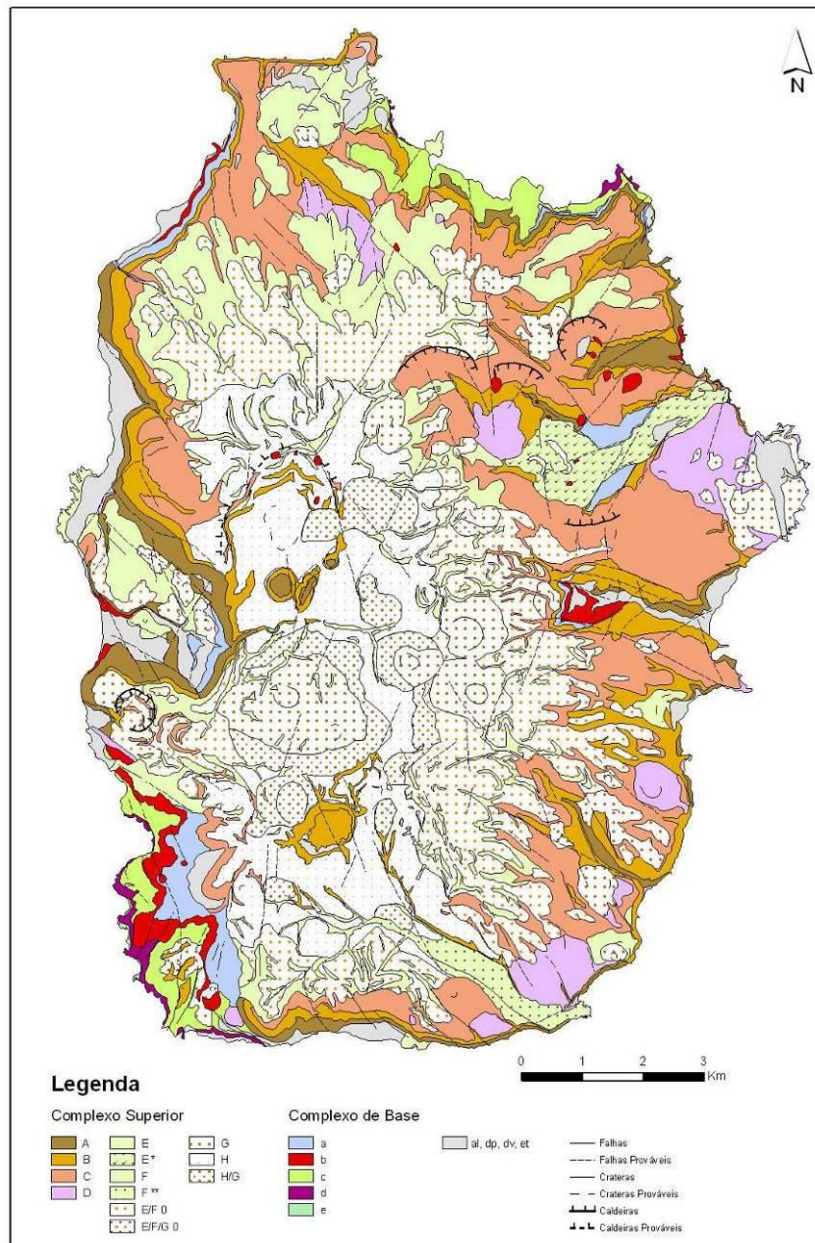 N
0 1 2 3
Km
Legenda
Complexo Superior
A
B
C
D
E
E*
F
F**
E/F 0
E/F/G 0
G
H
H/G
Complexo de Base
a
b
c
d
e
al, dp, dv, et
Falhas
Falhas Prováveis
Crateras
Crateras Prováveis
Caldeiras
Caldeiras Prováveis